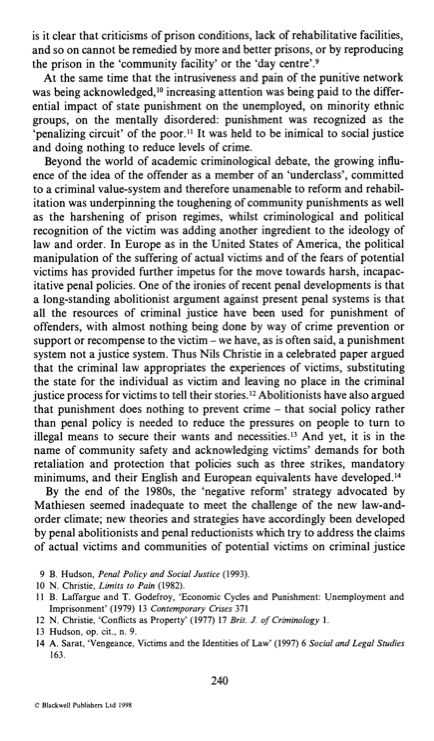 is it clear that criticisms of prison conditions, lack of rehabilitative facilities,
and so on cannot be remedied by more and better prisons, or by reproducing
the prison in the ‘community facility’ or the ‘day centre’.⁹
At the same time that the intrusiveness and pain of the punitive network
was being acknowledged,¹⁰ increasing attention was being paid to the differ-
ential impact of state punishment on the unemployed, on minority ethnic
groups, on the mentally disordered: punishment was recognized as the
‘penalizing circuit’ of the poor.¹¹ It was held to be inimical to social justice
and doing nothing to reduce levels of crime.
Beyond the world of academic criminological debate, the growing influ-
ence of the idea of the offender as a member of an ‘underclass’, committed
to a criminal value-system and therefore unamenable to reform and rehabil-
itation was underpinning the toughening of community punishments as well
as the harshening of prison regimes, whilst criminological and political
recognition of the victim was adding another ingredient to the ideology of
law and order. In Europe as in the United States of America, the political
manipulation of the suffering of actual victims and of the fears of potential
victims has provided further impetus for the move towards harsh, incapac-
itative penal policies. One of the ironies of recent penal developments is that
a long-standing abolitionist argument against present penal systems is that
all the resources of criminal justice have been used for punishment of
offenders, with almost nothing being done by way of crime prevention or
support or recompense to the victim – we have, as is often said, a punishment
system not a justice system. Thus Nils Christie in a celebrated paper argued
that the criminal law appropriates the experiences of victims, substituting
the state for the individual as victim and leaving no place in the criminal
justice process for victims to tell their stories.¹² Abolitionists have also argued
that punishment does nothing to prevent crime – that social policy rather
than penal policy is needed to reduce the pressures on people to turn to
illegal means to secure their wants and necessities.¹³ And yet, it is in the
name of community safety and acknowledging victims’ demands for both
retaliation and protection that policies such as three strikes, mandatory
minimums, and their English and European equivalents have developed.¹⁴
By the end of the 1980s, the ‘negative reform’ strategy advocated by
Mathiesen seemed inadequate to meet the challenge of the new law-and-
order climate; new theories and strategies have accordingly been developed
by penal abolitionists and penal reductionists which try to address the claims
of actual victims and communities of potential victims on criminal justice
9 B. Hudson, Penal Policy and Social Justice (1993).
10 N. Christie, Limits to Pain (1982).
11 B. Laffargue and T. Godefroy, ‘Economic Cycles and Punishment: Unemployment and
Imprisonment’ (1979) 13 Contemporary Crises 371
12 N. Christie, ‘Conflicts as Property’ (1977) 17 Brit. J. of Criminology 1.
13 Hudson, op. cit., n. 9.
14 A. Sarat, ‘Vengeance, Victims and the Identities of Law’ (1997) 6 Social and Legal Studies
163.
240
© Blackwell Publishers Ltd 1998